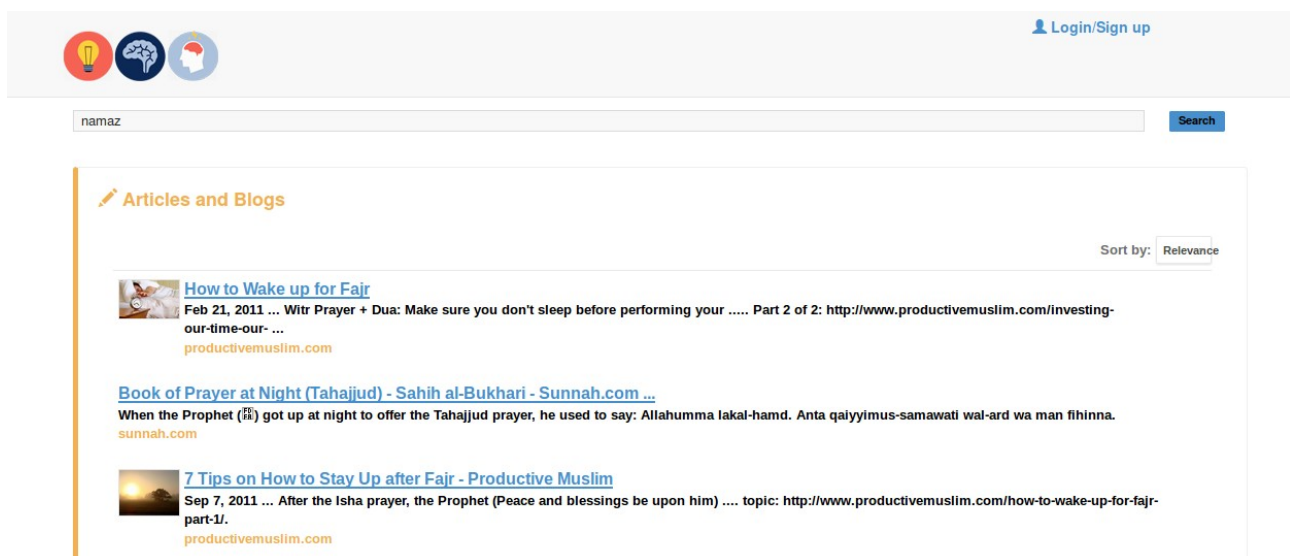 Login/Sign up
namaz
Search
Articles and Blogs
Sort by: Relevance
How to Wake up for Fajr
Feb 21, 2011 ... Witr Prayer + Dua: Make sure you don't sleep before performing your ..... Part 2 of 2: http://www.productivemuslim.com/investing-
our-time-our- ...
productivemuslim.com
Book of Prayer at Night (Tahajjud) - Sahih al-Bukhari - Sunnah.com ...
When the Prophet (ﷺ) got up at night to offer the Tahajjud prayer, he used to say: Allahumma lakal-hamd. Anta qaiyyimus-samawati wal-ard wa man fihinna.
sunnah.com
7 Tips on How to Stay Up after Fajr - Productive Muslim
Sep 7, 2011 ... After the Isha prayer, the Prophet (Peace and blessings be upon him) .... topic: http://www.productivemuslim.com/how-to-wake-up-for-fajr-
part-1/.
productivemuslim.com